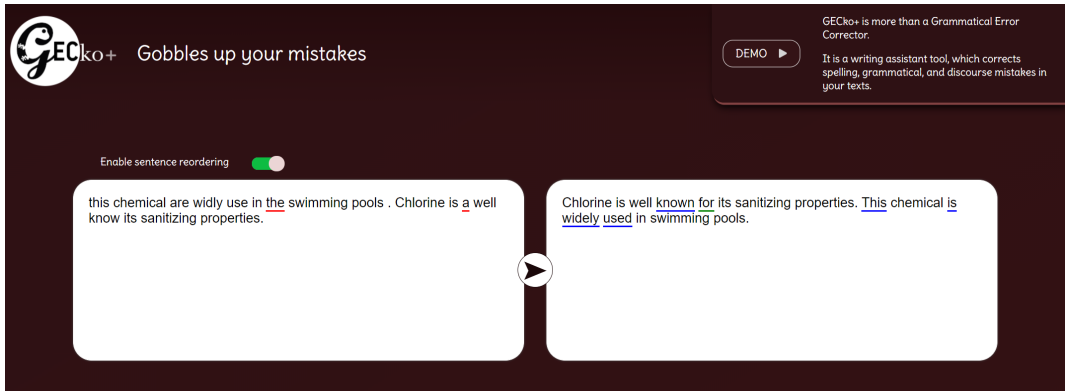 GECko+ Gobbles up your mistakes
DEMO
GECko+ is more than a Grammatical Error
Corrector.
It is a writing assistant tool, which corrects
spelling, grammatical, and discourse mistakes in
your texts.
Enable sentence reordering
this chemical are widly use in the swimming pools . Chlorine is a well
know its sanitizing properties.
Chlorine is well known for its sanitizing properties. This chemical is
widely used in swimming pools.